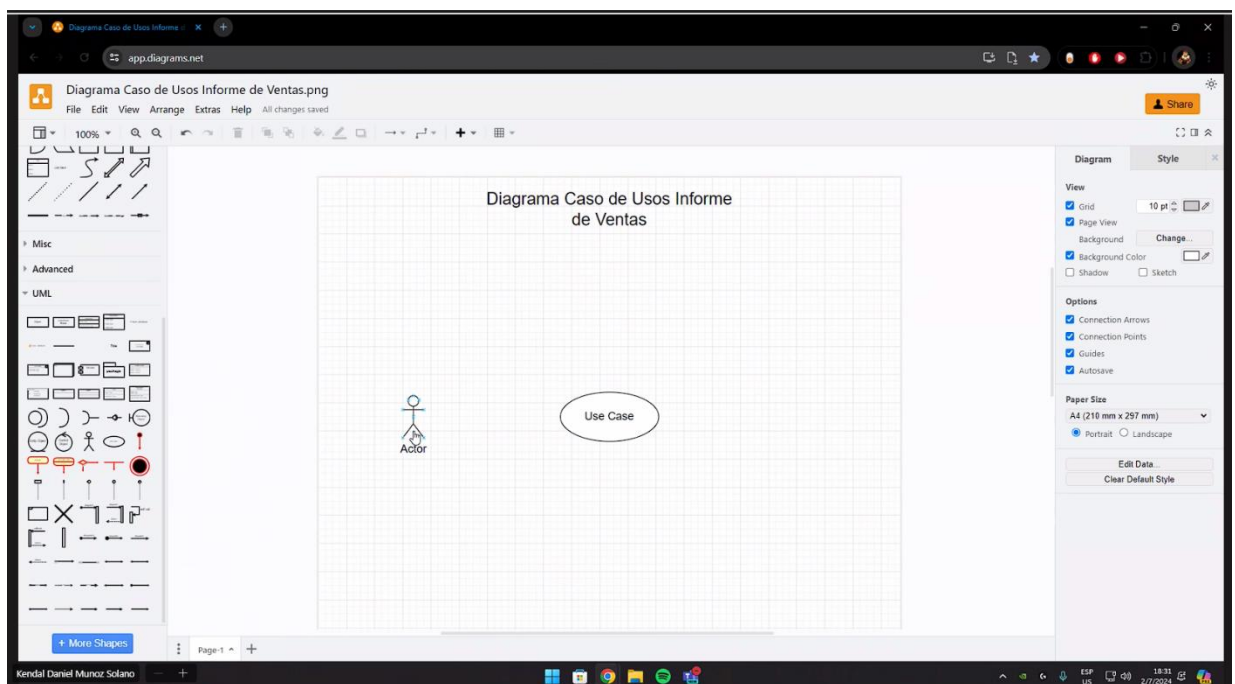 Diagrama Caso de Usos Informe
app.diagrams.net
Diagrama Caso de Usos Informe de Ventas.png
File Edit View Arrange Extras Help All changes saved
Share
100%
Diagram Style
Diagrama Caso de Usos Informe
de Ventas
View
Grid 10 pt
Page View
Background Change...
Background Color
Shadow Sketch
Misc
Advanced
UML
Options
Connection Arrows
Connection Points
Guides
Autosave
Paper Size
A4 (210 mm x 297 mm)
Portrait Landscape
Edit Data...
Clear Default Style
Use Case
Actor
+ More Shapes
Page-1
Kendal Daniel Munoz Solano
ESP
US
18:31
2/7/2024